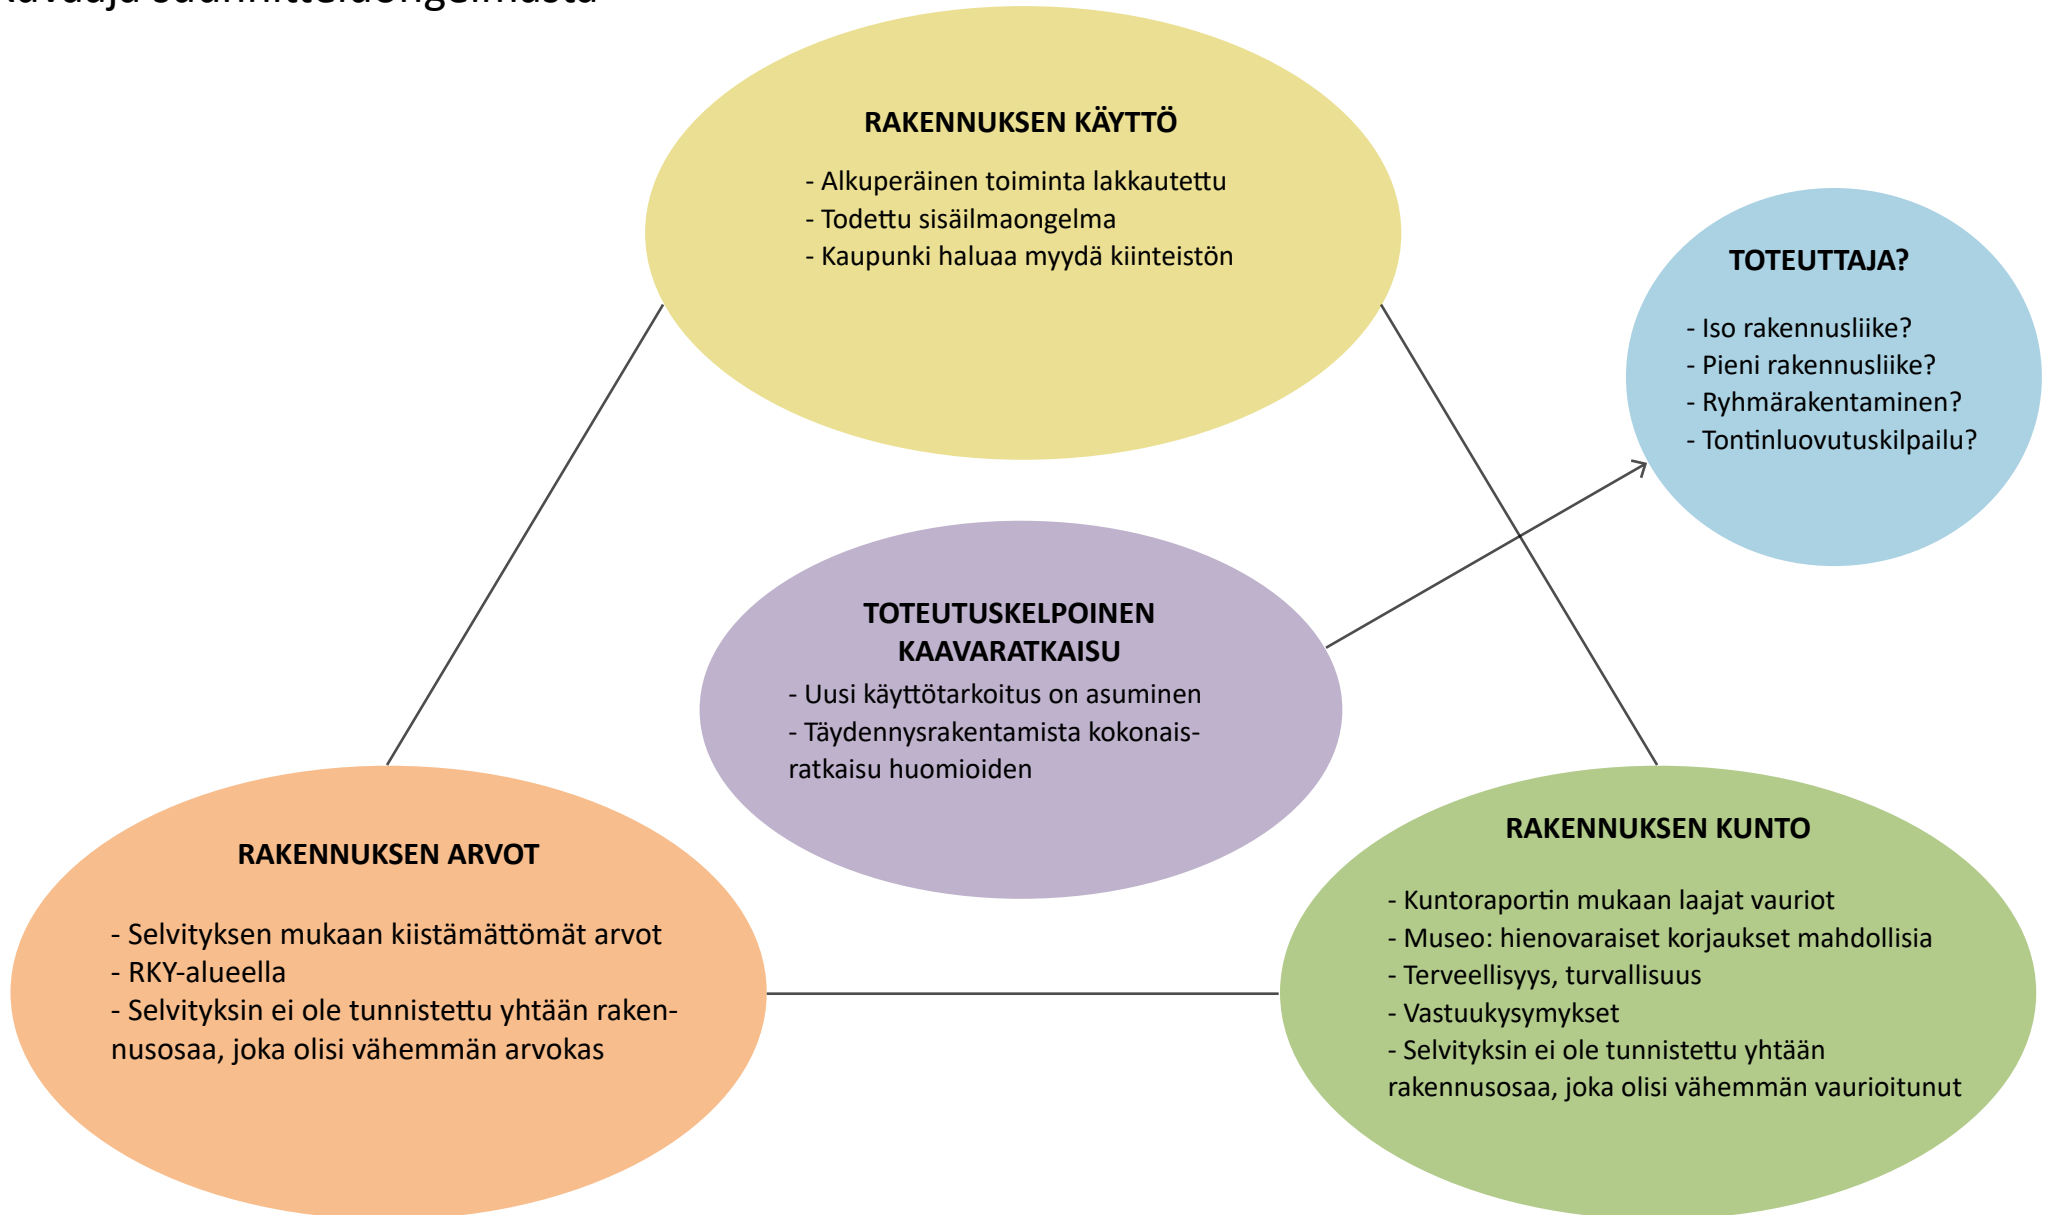 suunnitteluongelmasta
RAKENNUKSEN KÄYTTÖ
- Alkuperäinen toiminta lakkautettu
- Todettu sisäilmaongelma
- Kaupunki haluaa myydä kiinteistön
TOTEUTTAJA?
- Iso rakennusliike?
- Pieni rakennusliike?
- Ryhmärakentaminen?
- Tontinluovutuskilpailu?
TOTEUTUSKELPOINEN
KAAVARATKAISU
- Uusi käyttötarkoitus on asuminen
- Täydennysrakentamista kokonais-
ratkaisu huomioiden
RAKENNUKSEN ARVOT
- Selvityksen mukaan kiistämättömät arvot
- RKY-alueella
- Selvityksin ei ole tunnistettu yhtään raken-
nusosaa, joka olisi vähemmän arvokas
RAKENNUKSEN KUNTO
- Kuntoraportin mukaan laajat vauriot
- Museo: hienovaraiset korjaukset mahdollisia
- Terveellisyys, turvallisuus
- Vastuukysymykset
- Selvityksin ei ole tunnistettu yhtään
rakennusosaa, joka olisi vähemmän vaurioitunut